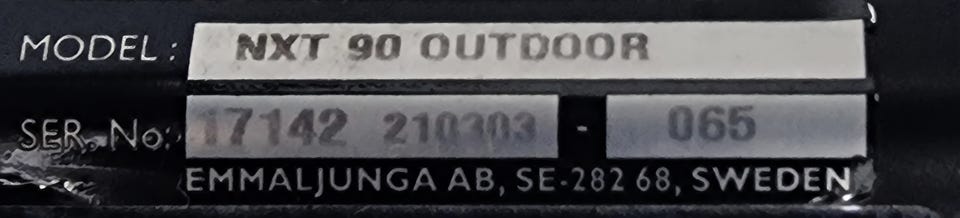 MODEL: NXT 90 OUTDOOR
SER. No: 17142 210303 - 065
EMMALJUNGA AB, SE-282 68, SWEDEN